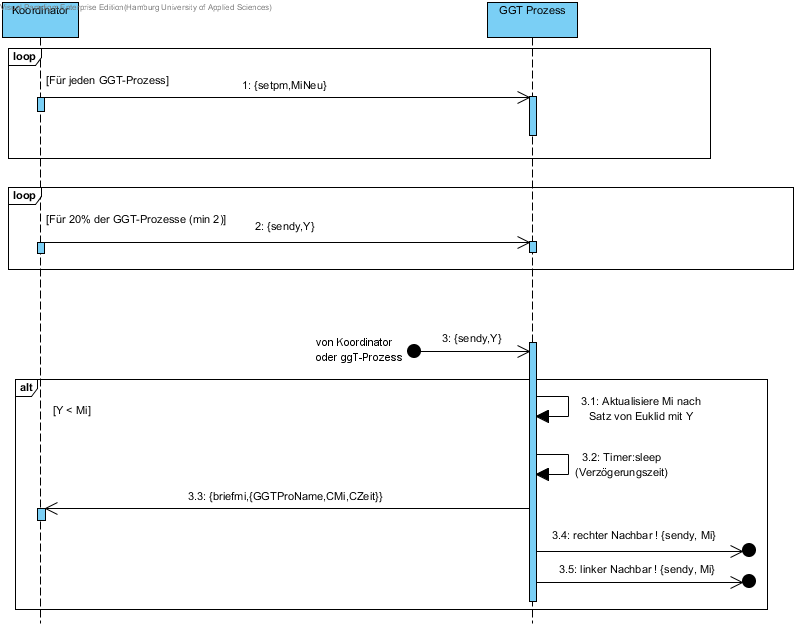 Enterprise Edition(Hamburg University of Applied Sciences)
Koordinator
GGT Prozess
loop
[Für jeden GGT-Prozess]
1: {setpm,MiNeu}
loop
[Für 20% der GGT-Prozesse (min 2)]
2: {sendy,Y}
von Koordinator
oder ggT-Prozess
3: {sendy,Y}
alt
[Y < Mi]
3.1: Aktualisiere Mi nach
Satz von Euklid mit Y
3.2: Timer:sleep
(Verzögerungszeit)
3.3: {briefmi,{GGTProName,CMi,CZeit}}
3.4: rechter Nachbar ! {sendy, Mi}
3.5: linker Nachbar ! {sendy, Mi}